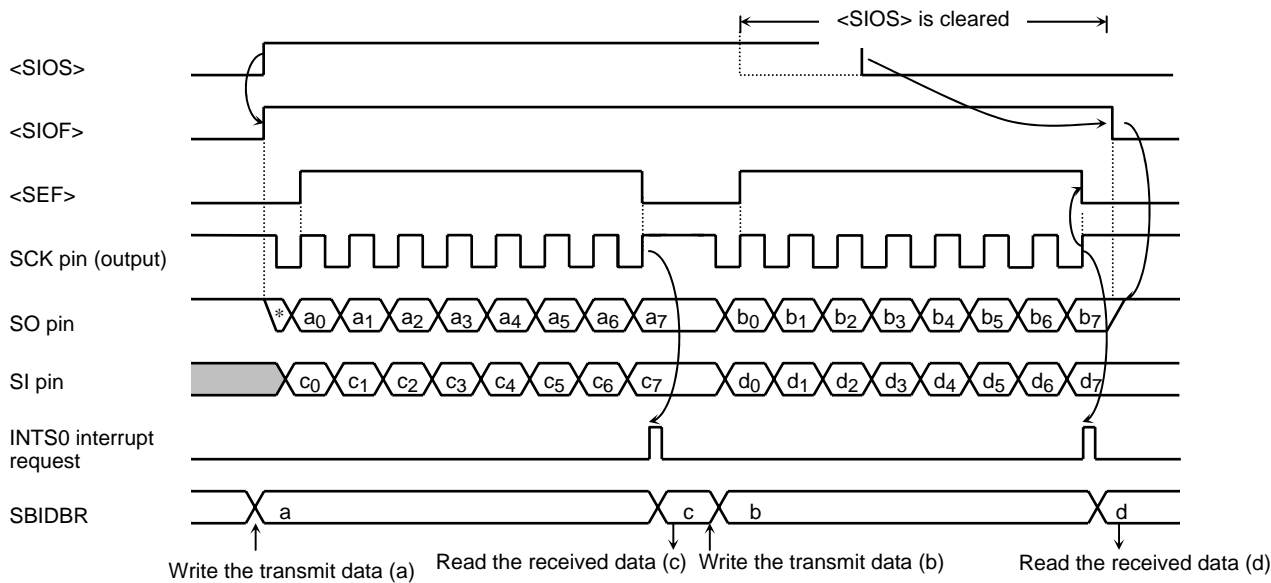 <SIOS> is cleared
<SIOS>
<SIOF>
<SEF>
SCK pin (output)
SO pin
* a0 a1 a2 a3 a4 a5 a6 a7 b0 b1 b2 b3 b4 b5 b6 b7
SI pin
c0 c1 c2 c3 c4 c5 c6 c7 d0 d1 d2 d3 d4 d5 d6 d7
INTS0 interrupt
request
SBIDBR
a c b d
Write the transmit data (a) Read the received data (c) Write the transmit data (b) Read the received data (d)